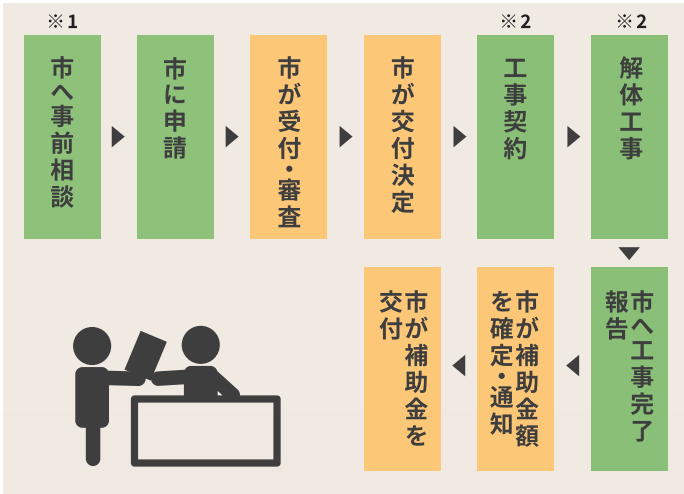 ※1
市へ事前相談
市に申請
市が受付・審査
市が交付決定
※2
工事契約
※2
解体工事
市へ工事完了
報告
市が補助金額
を確定・通知
市が補助金を
交付